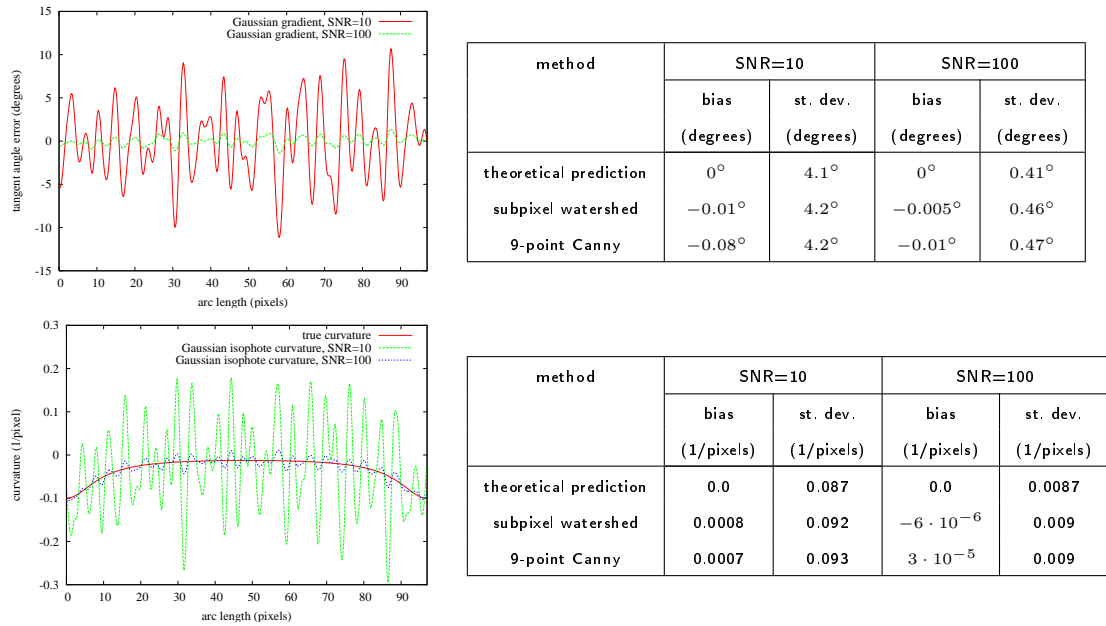 Gaussian gradient, SNR=10
Gaussian gradient, SNR=100
15
10
5
0
-5
-10
-15
tangent angle error (degrees)
0 10 20 30 40 50 60 70 80 90
arc length (pixels)
method SNR=10 SNR=100
bias st. dev. bias st. dev.
(degrees) (degrees) (degrees) (degrees)
theoretical prediction 0° 4.1° 0° 0.41°
subpixel watershed −0.01° 4.2° −0.005° 0.46°
9-point Canny −0.08° 4.2° −0.01° 0.47°
true curvature
Gaussian isophote curvature, SNR=10
Gaussian isophote curvature, SNR=100
0.3
0.2
0.1
0
-0.1
-0.2
-0.3
curvature (1/pixel)
0 10 20 30 40 50 60 70 80 90
arc length (pixels)
method SNR=10 SNR=100
bias st. dev. bias st. dev.
(1/pixels) (1/pixels) (1/pixels) (1/pixels)
theoretical prediction 0.0 0.087 0.0 0.0087
subpixel watershed 0.0008 0.092 −6 · 10⁻⁶ 0.009
9-point Canny 0.0007 0.093 3 · 10⁻⁵ 0.009